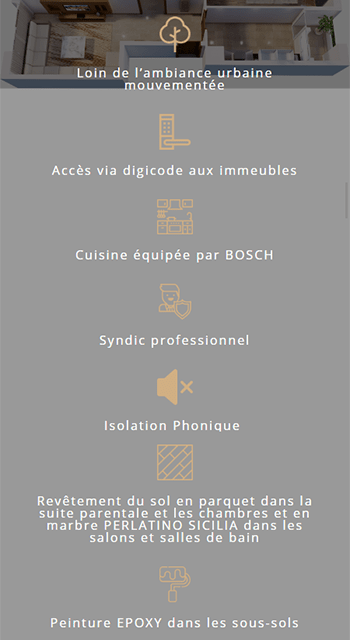 Loin de l'ambiance urbaine
mouvementée
Accès via digicode aux immeubles
Cuisine équipée par BOSCH
Syndic professionnel
Isolation Phonique
Revêtement du sol en parquet dans la
suite parentale et les chambres et en
marbre PERLATINO SICILIA dans les
salons et salles de bain
Peinture EPOXY dans les sous-sols